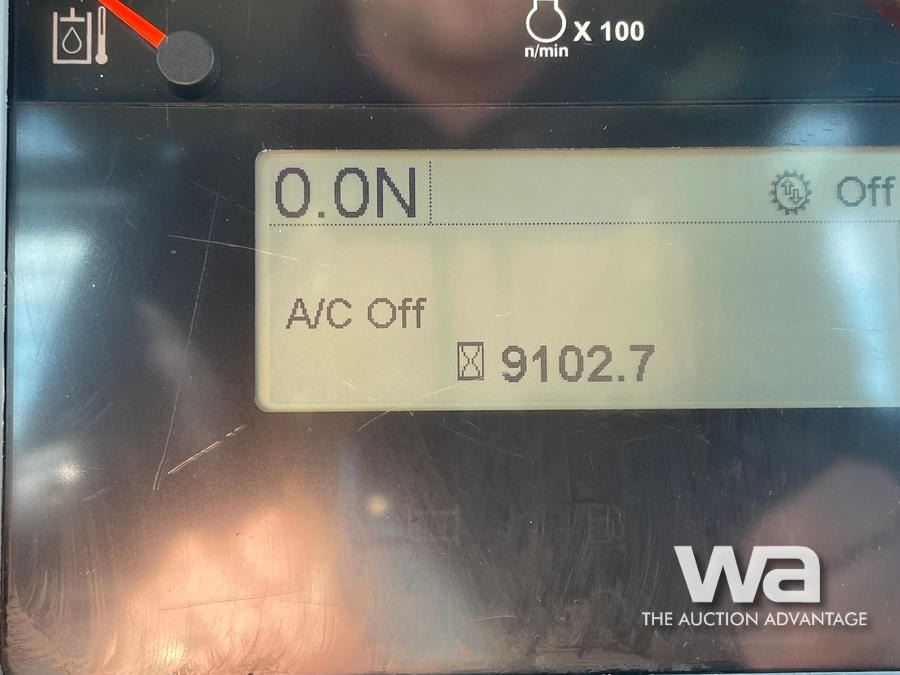 X 100
n/min
0.0N
Off
A/C Off
9102.7
wa
THE AUCTION ADVANTAGE